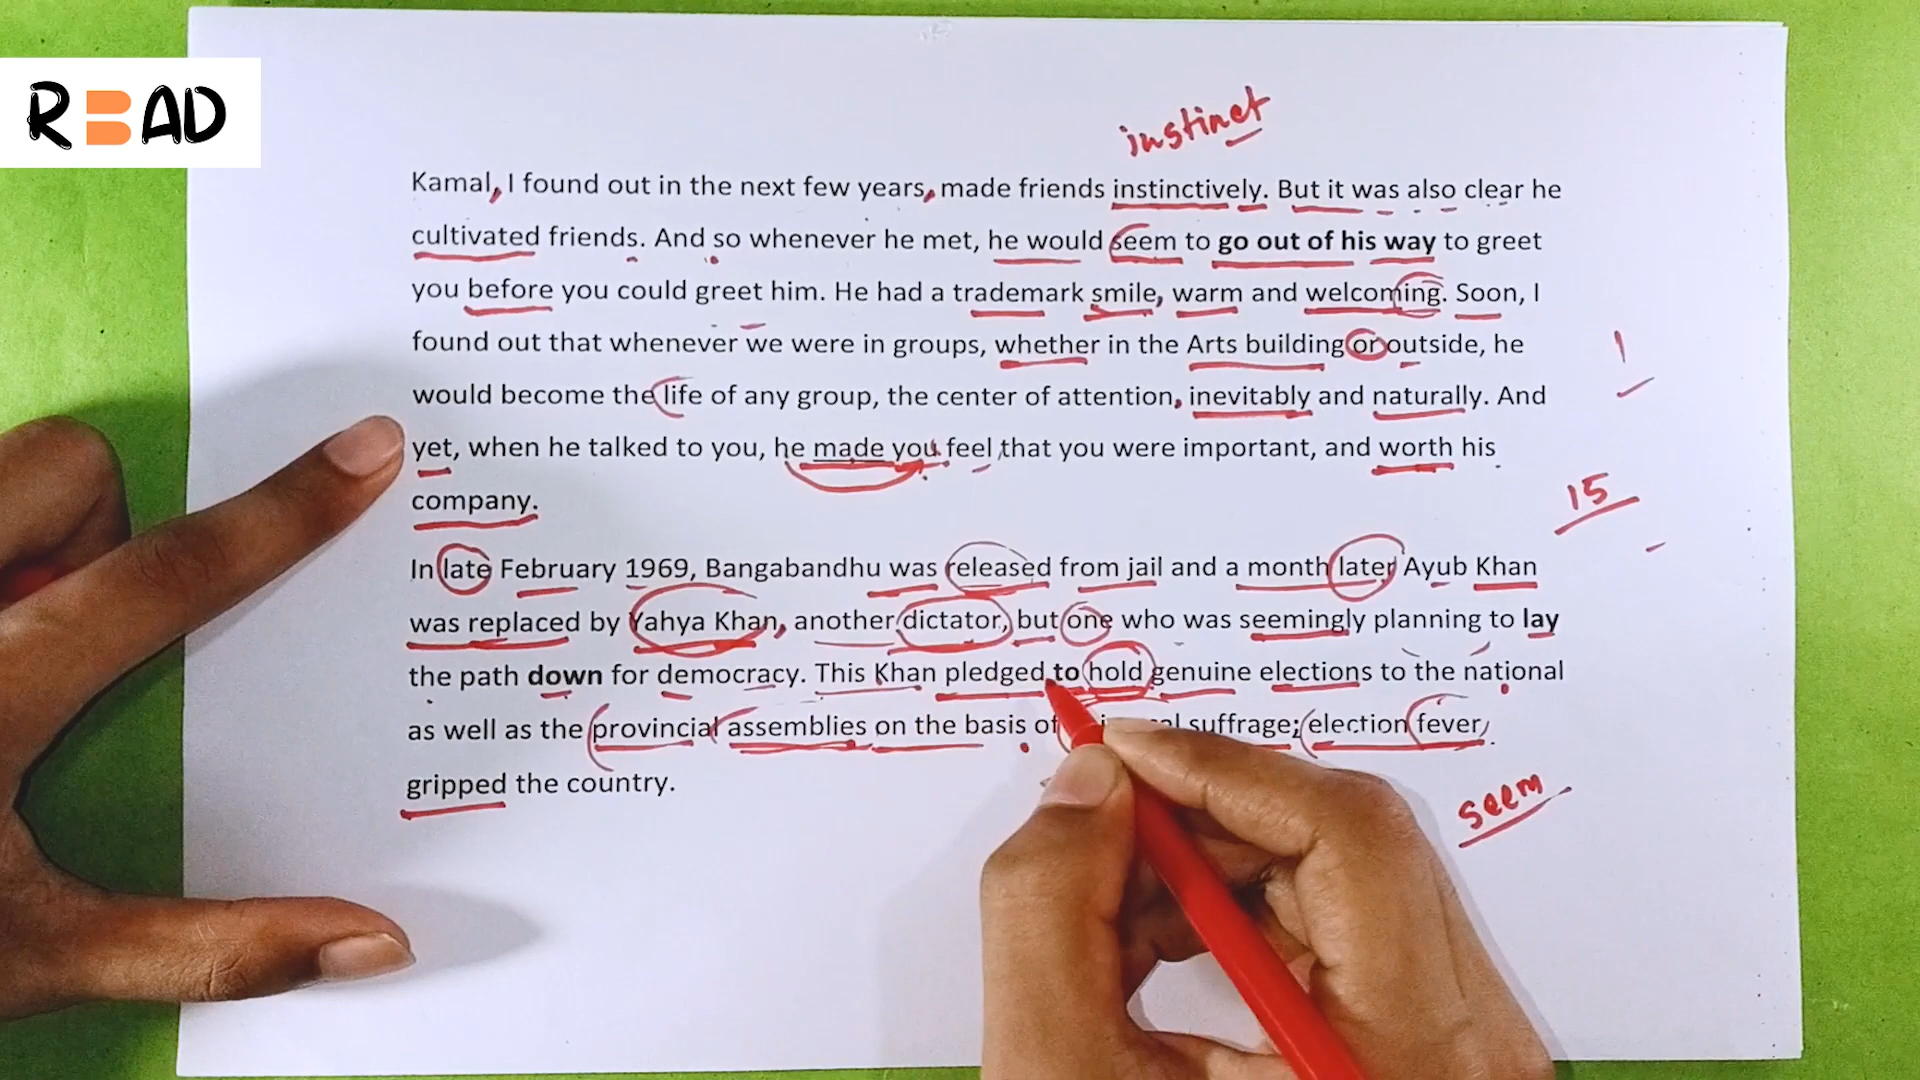 READ
instinct
Kamal, I found out in the next few years, made friends instinctively. But it was also clear he
cultivated friends. And so whenever he met, he would seem to go out of his way to greet
you before you could greet him. He had a trademark smile, warm and welcoming. Soon, I
found out that whenever we were in groups, whether in the Arts building or outside, he
would become the life of any group, the center of attention, inevitably and naturally. And
yet, when he talked to you, he made you feel that you were important, and worth his
company.
15
In late February 1969, Bangabandhu was released from jail and a month later Ayub Khan
was replaced by Yahya Khan, another dictator, but one who was seemingly planning to lay
the path down for democracy. This Khan pledged to hold genuine elections to the national
as well as the provincial assemblies on the basis of suffrage; election fever
gripped the country.
seem